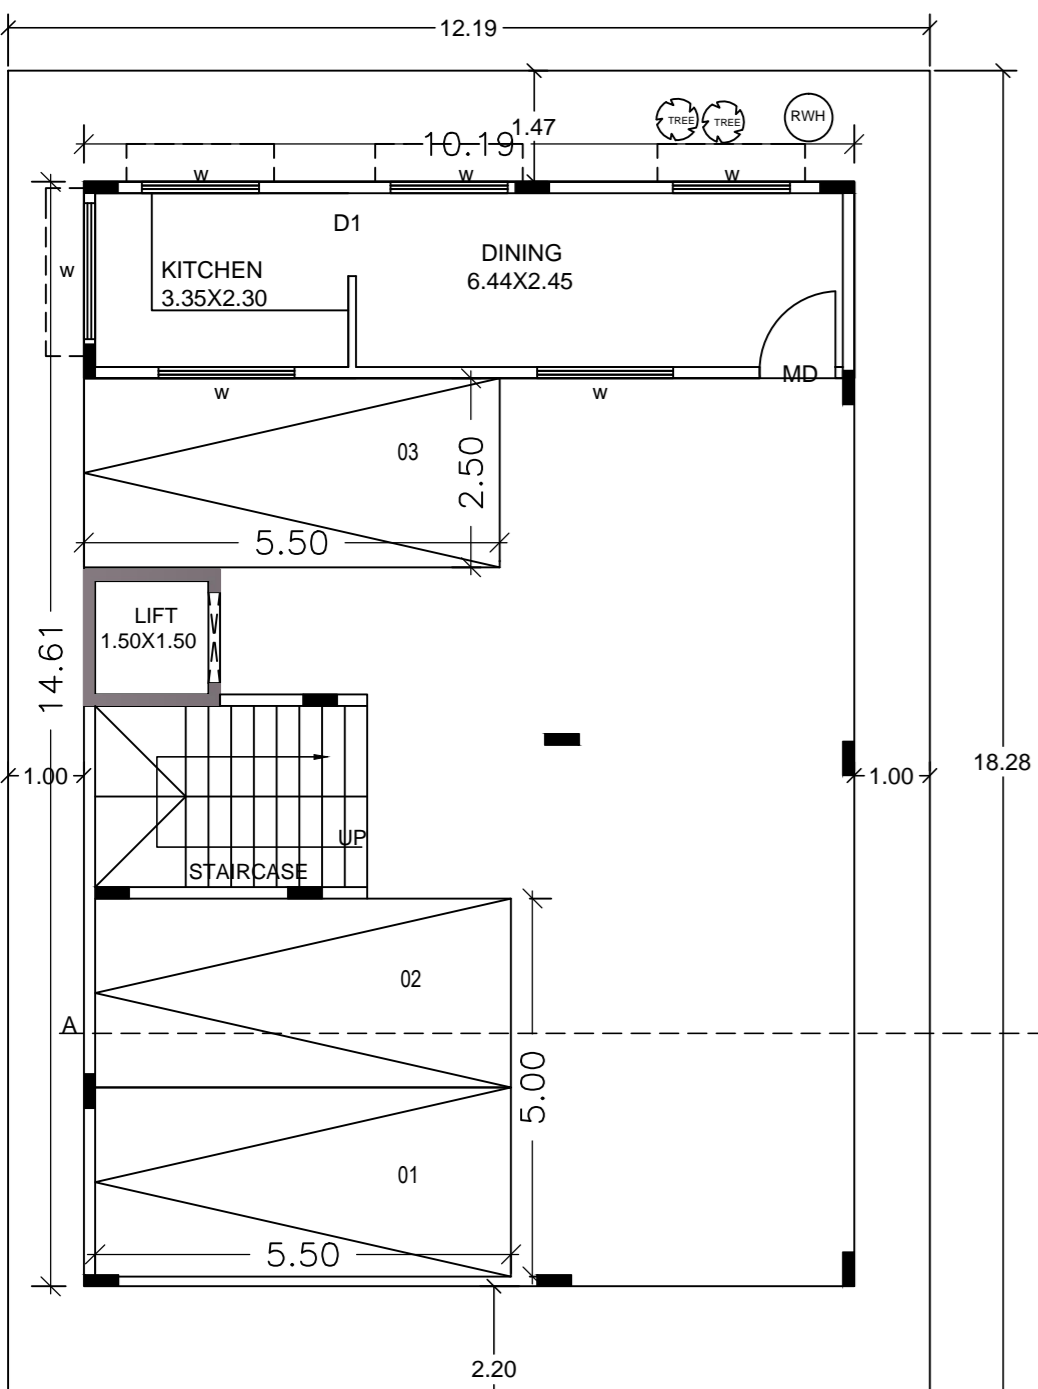 12.19
TREE
TREE
RWH
1.47
10.19
w
w
w
D1
DINING
6.44X2.45
KITCHEN
3.35X2.30
w
MD
w
w
03
2.50
5.50
LIFT
1.50X1.50
14.61
1.00
1.00
18.28
UP
STAIRCASE
02
A
5.00
01
5.50
2.20